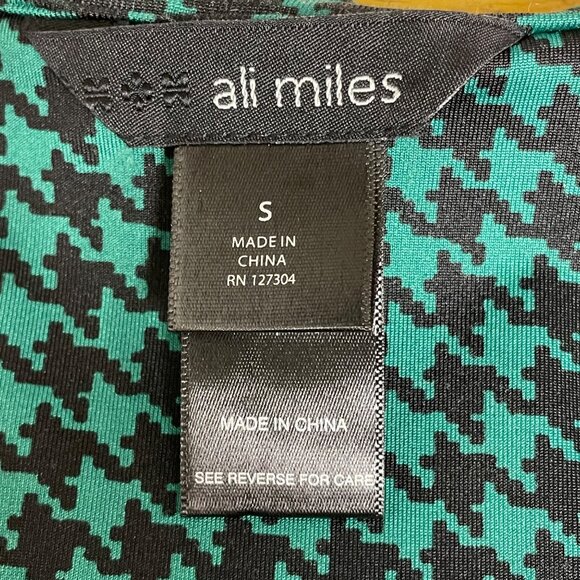 ali miles
S
MADE IN
CHINA
RN 127304
MADE IN CHINA
SEE REVERSE FOR CARE